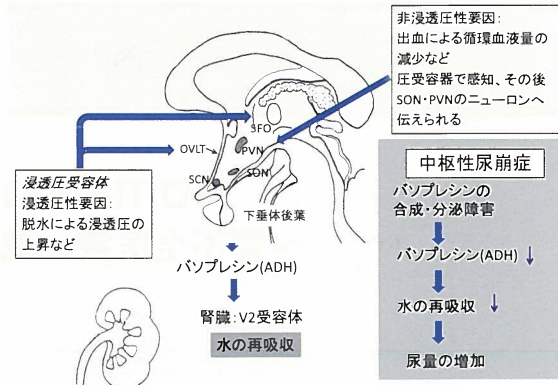 非浸透圧性要因:
出血による循環血液量の
減少など
圧受容器で感知、その後
SON・PVNのニューロンへ
伝えられる
SFO
OVLT
PVN
SCN
SON
下垂体後葉
浸透圧受容体
浸透圧性要因:
脱水による浸透圧の
上昇など
バソプレシン(ADH)
腎臓:V2受容体
水の再吸収
中枢性尿崩症
バソプレシンの
合成・分泌障害
バソプレシン(ADH) ↓
水の再吸収 ↓
尿量の増加